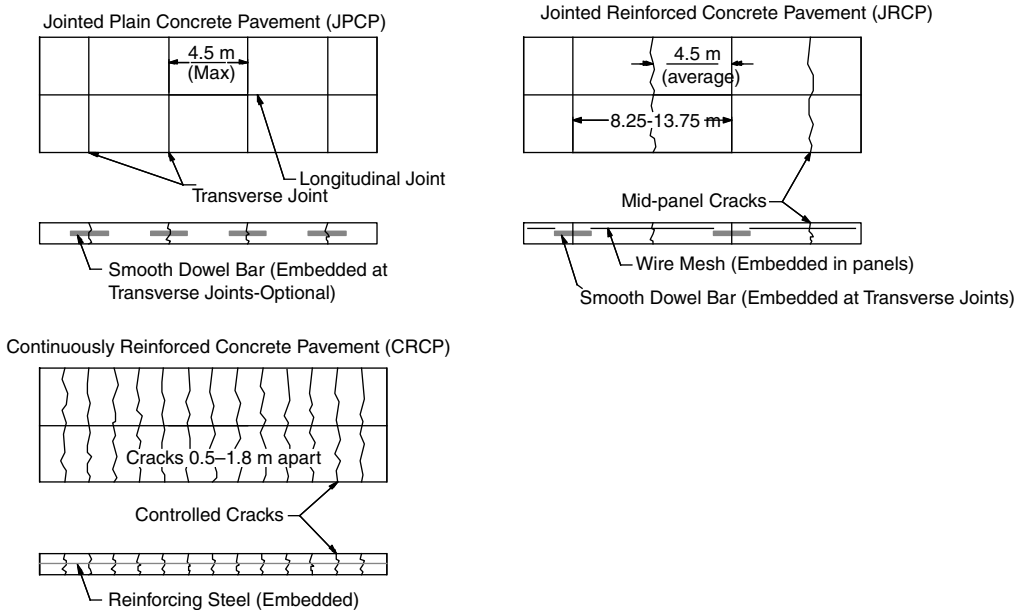 Jointed Plain Concrete Pavement (JPCP)
4.5 m
(Max)
Longitudinal Joint
Transverse Joint
Smooth Dowel Bar (Embedded at
Transverse Joints-Optional)
Jointed Reinforced Concrete Pavement (JRCP)
4.5 m
(average)
8.25-13.75 m
Mid-panel Cracks
Wire Mesh (Embedded in panels)
Smooth Dowel Bar (Embedded at Transverse Joints)
Continuously Reinforced Concrete Pavement (CRCP)
Cracks 0.5–1.8 m apart
Controlled Cracks
Reinforcing Steel (Embedded)